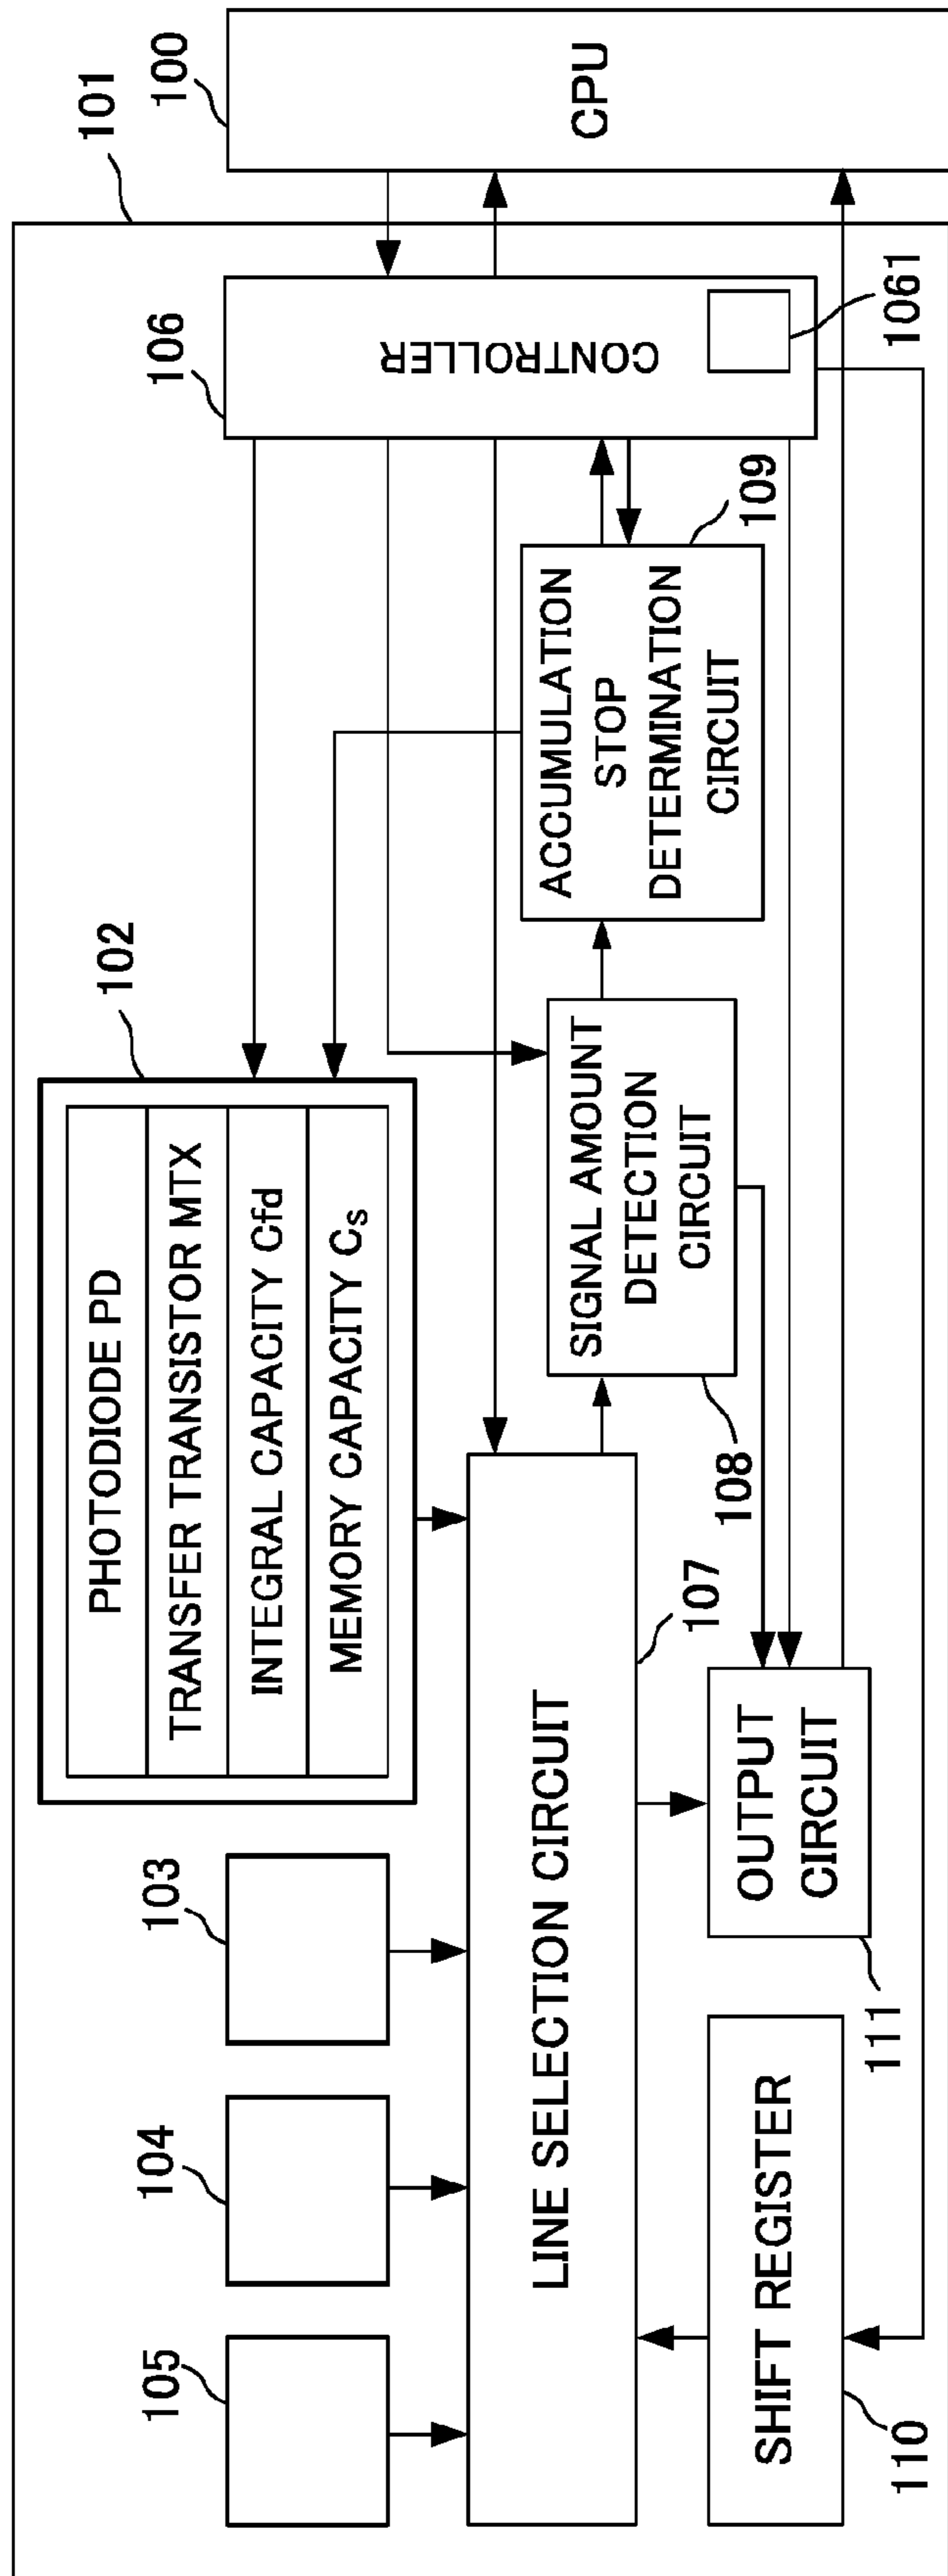 101
100
CPU
106
CONTROLLER
1061
102
PHOTODIODE PD
TRANSFER TRANSISTOR MTX
INTEGRAL CAPACITY Cfd
MEMORY CAPACITY Cs
109
ACCUMULATION
STOP
DETERMINATION
CIRCUIT
SIGNAL AMOUNT
DETECTION
CIRCUIT
108
103
104
105
LINE SELECTION CIRCUIT
107
OUTPUT
CIRCUIT
111
SHIFT REGISTER
110